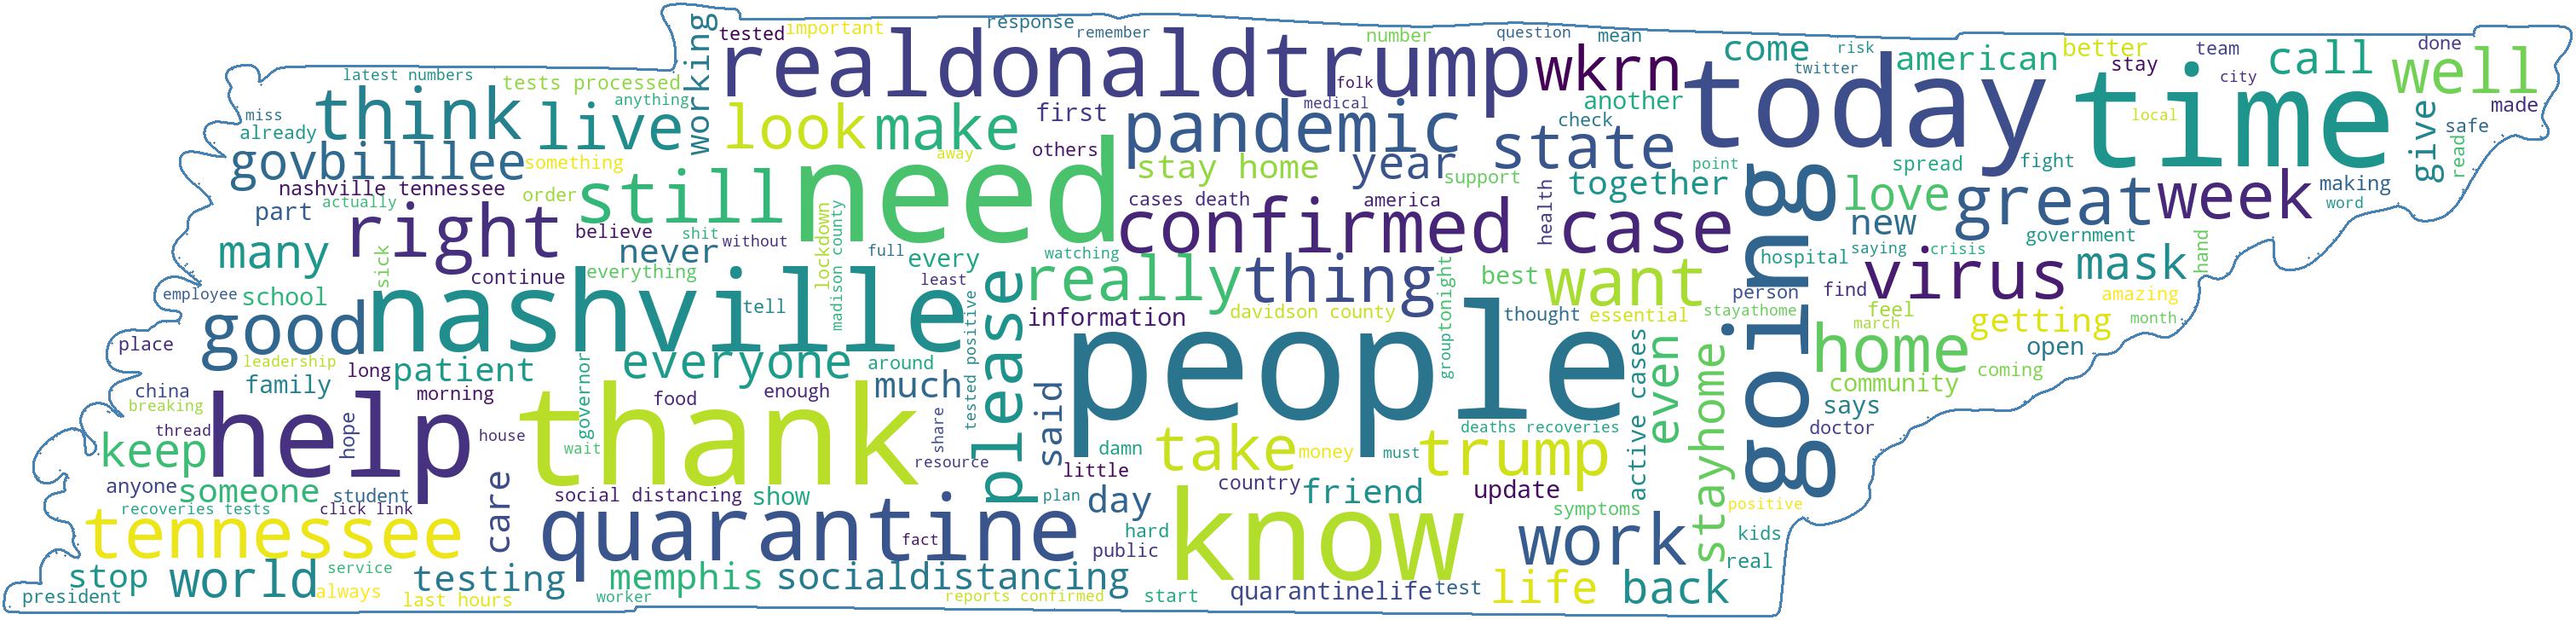 working
tested
important
response
remember
number
question
mean
come
risk
american
better
team
call
done
well
realdonaldtrump
wkrn
today
twitter
stay
city
time
latest numbers
tests processed
folk
anything
think
live
look
make
first
medical
another
pandemic
check
state
local
give
made
safe
read
miss
already
govbilllee
something
away
others
need
stay home
year
support
point
spread
fight
together
love
great
week
making
word
nashville tennessee
actually
order
still
part
right
believe
shit
without
lockdown
madison county
full
every
watching
cases death
america
confirmed case
health
going
new
government
hand
many
sick
never
continue
everything
least
really
thing
grouptonight
best
want
hospital
saying
crisis
virus
mask
employee
school
nashville
tell
tested positive
please
information
davidson county
thought
essential
stayathome
person
find
feel
amazing
good
place
people
march
getting
month
home
open
leadership
long
patient
everyone
around
governor
much
active cases
even
stayhome
community
coming
china
family
morning
food
enough
said
says
breaking
help
hope
thank
share
deaths recoveries
doctor
thread
house
wait
keep
resource
damn
take
money
must
trump
little
anyone
someone
student
care
social distancing
show
plan
day
country
friend
update
symptoms
positive
recoveries tests
click link
tennessee
quarantine
fact
hard
public
know
work
kids
real
stop
world
service
testing
memphis
socialdistancing
president
always
last hours
worker
reports confirmed
start
quarantinelife
test
life
back